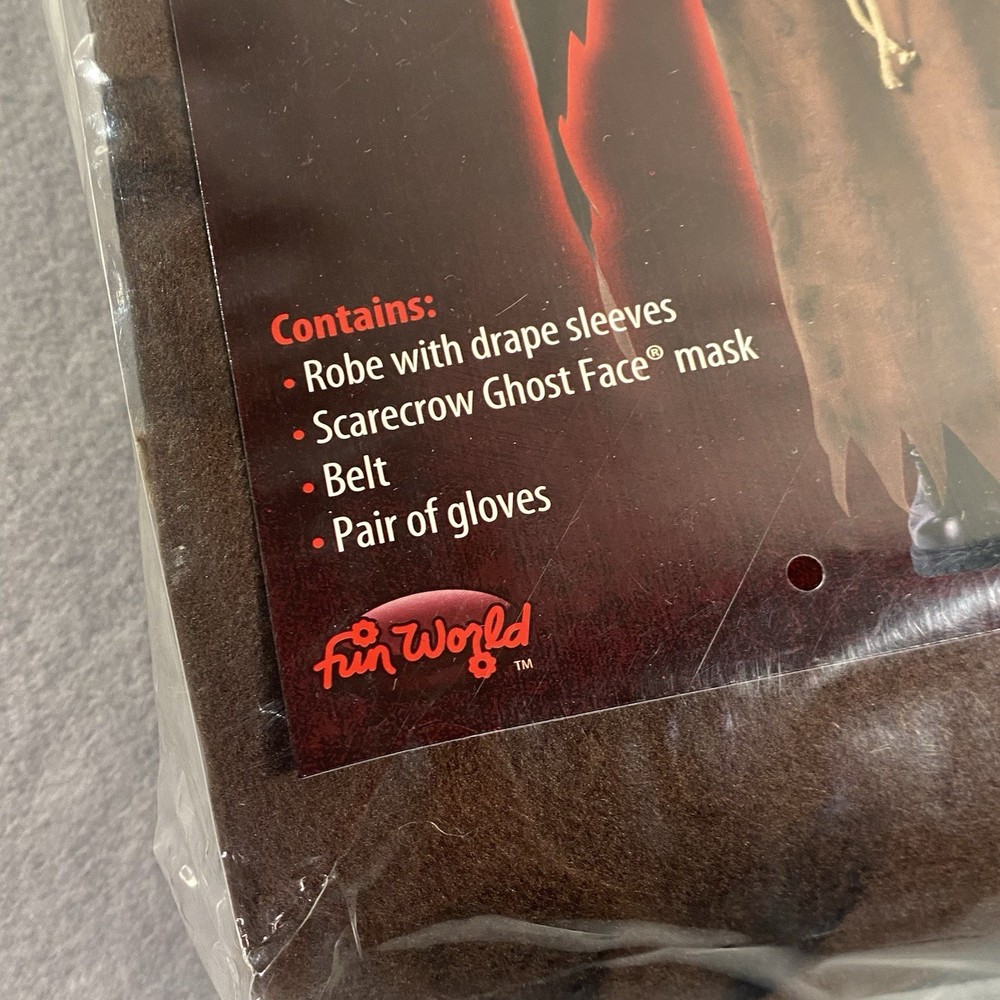 Contains:
• Robe with drape sleeves
• Scarecrow Ghost Face® mask
• Belt
• Pair of gloves
fun World ™